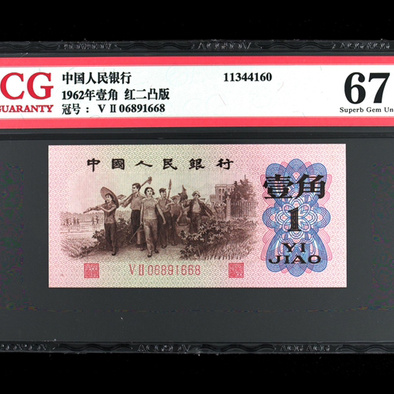 CG
GUARANTY
中国人民银行
1962年壹角 红二凸版
冠号: V II 06891668
11344160
67
Superb Gem Un
中國人民銀行
壹角
1
YI
JIAO
V II 06891668